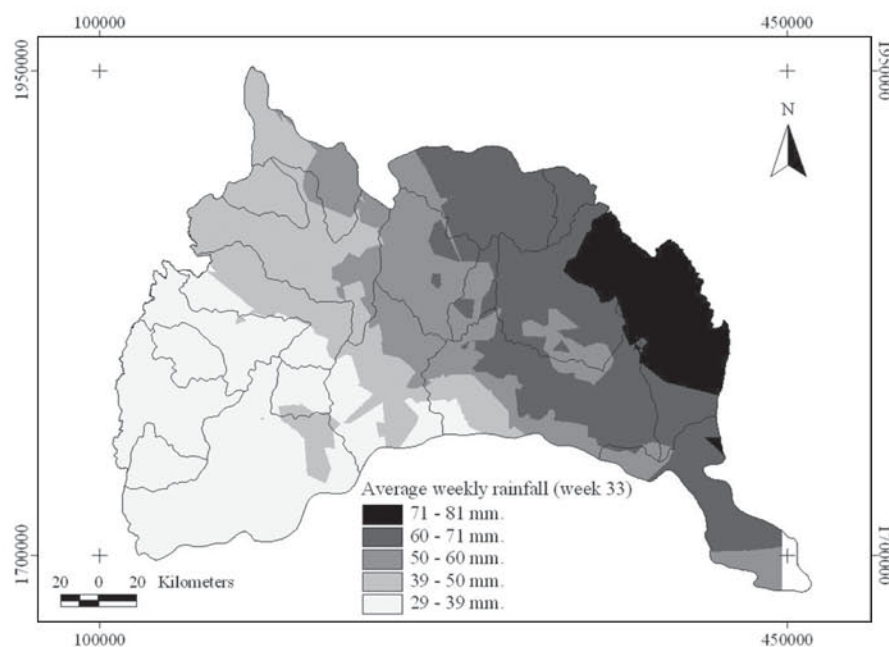 100000 450000
1950000 1950000
N
Average weekly rainfall (week 33)
71 - 81 mm.
60 - 71 mm.
50 - 60 mm.
39 - 50 mm.
29 - 39 mm.
1700000 1700000
20 0 20 Kilometers
100000 450000